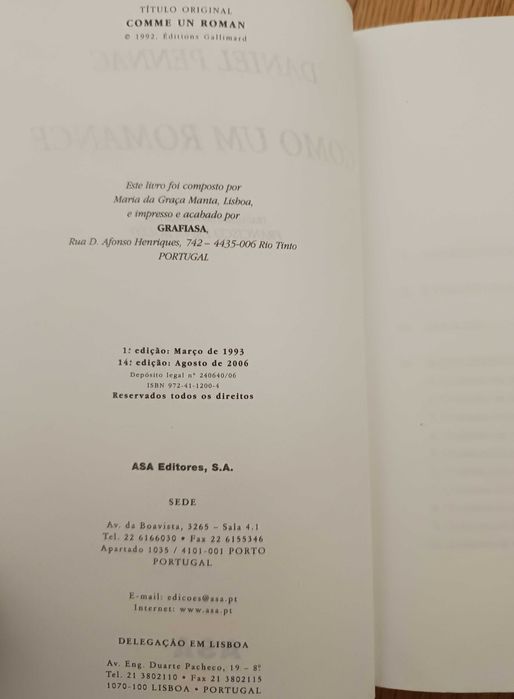 TÍTULO ORIGINAL
COMME UN ROMAN
© 1992, Éditions Gallimard
DANIEL PENNAC
COMO UM ROMANCE
Este livro foi composto por
Maria da Graça Manta, Lisboa,
e impresso e acabado por
GRAFIASA,
Rua D. Afonso Henriques, 742 – 4435-006 Rio Tinto
PORTUGAL
1.ª edição: Março de 1993
14.ª edição: Agosto de 2006
Depósito legal nº 240640/06
ISBN 972-41-1200-4
Reservados todos os direitos
ASA Editores, S.A.
SEDE
Av. da Boavista, 3265 – Sala 4.1
Tel. 22 6166030 • Fax 22 6155346
Apartado 1035 / 4101-001 PORTO
PORTUGAL
E-mail: edicoes@asa.pt
Internet: www.asa.pt
DELEGAÇÃO EM LISBOA
Av. Eng. Duarte Pacheco, 19 – 8º
Tel. 21 3802110 • Fax 21 3802115
1070-100 LISBOA • PORTUGAL